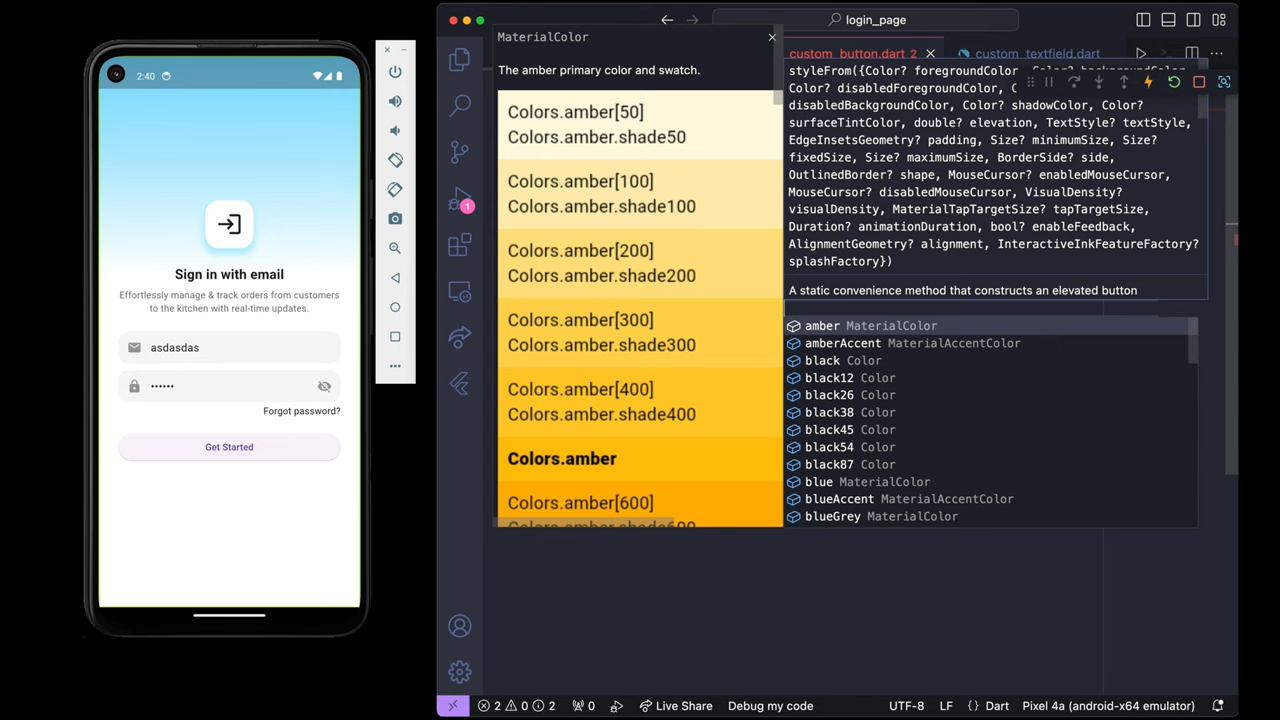 2:40
Sign in with email
Effortlessly manage & track orders from customers
to the kitchen with real-time updates.
asdasdas
••••••
Forgot password?
Get Started
login_page
MaterialColor
The amber primary color and swatch.
Colors.amber[50]
Colors.amber.shade50
Colors.amber[100]
Colors.amber.shade100
Colors.amber[200]
Colors.amber.shade200
Colors.amber[300]
Colors.amber.shade300
Colors.amber[400]
Colors.amber.shade400
Colors.amber
Colors.amber[600]
Colors.amber.shade600
custom_button.dart 2
custom_textfield.dart
styleFrom({Color? foregroundColor
Color? disabledForegroundColor,
disabledBackgroundColor, Color? shadowColor, Color?
surfaceTintColor, double? elevation, TextStyle? textStyle,
EdgeInsetsGeometry? padding, Size? minimumSize, Size?
fixedSize, Size? maximumSize, BorderSide? side,
OutlinedBorder? shape, MouseCursor? enabledMouseCursor,
MouseCursor? disabledMouseCursor, VisualDensity?
visualDensity, MaterialTapTargetSize? tapTargetSize,
Duration? animationDuration, bool? enableFeedback,
AlignmentGeometry? alignment, InteractiveInkFeatureFactory?
splashFactory})
A static convenience method that constructs an elevated button
amber MaterialColor
amberAccent MaterialAccentColor
black Color
black12 Color
black26 Color
black38 Color
black45 Color
black54 Color
black87 Color
blue MaterialColor
blueAccent MaterialAccentColor
blueGrey MaterialColor
1
2 0 2 0 Live Share Debug my code UTF-8 LF {} Dart Pixel 4a (android-x64 emulator)